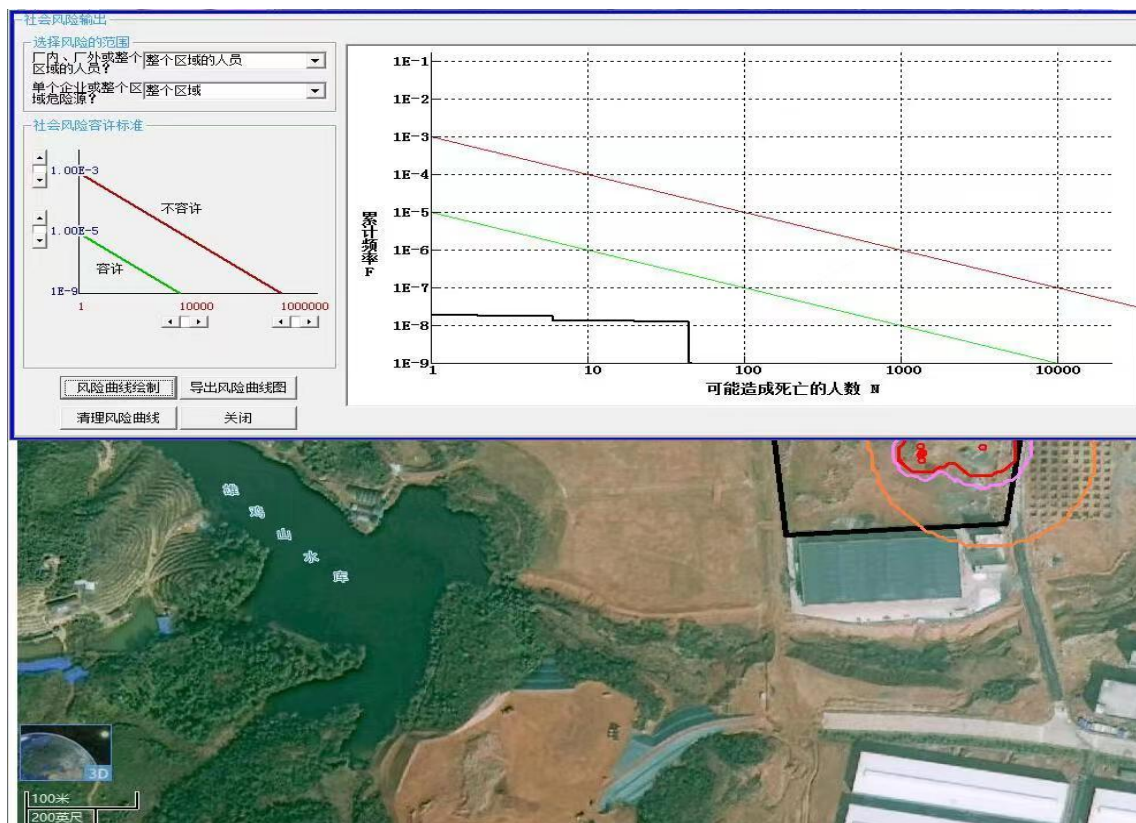 社会风险输出
选择风险的范围
厂内、厂外或整个
区域的人员?
整个区域的人员
单个企业或整个区
域危险源?
整个区域
社会风险容许标准
1.00E-3
不容许
1.00E-5
容许
1E-9
1
10000
1000000
风险曲线绘制
导出风险曲线图
清理风险曲线
关闭
1E-1
1E-2
1E-3
1E-4
1E-5
1E-6
1E-7
1E-8
1E-9
累计频率 F
1
10
100
1000
10000
可能造成死亡的人数 N
雄鸡山水库
3D
100米
200英尺